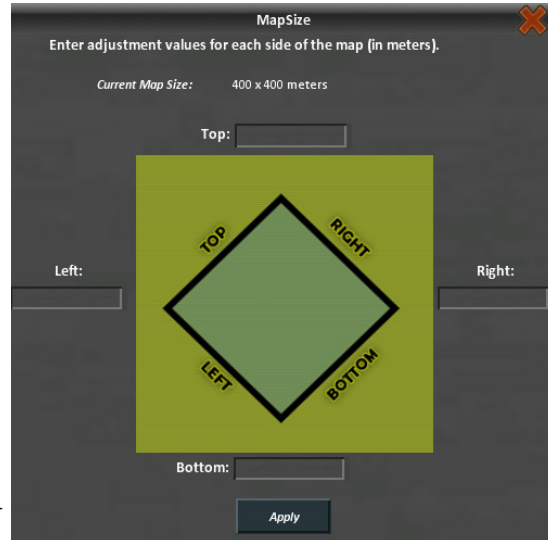 MapSize
Enter adjustment values for each side of the map (in meters).
Current Map Size: 400 x 400 meters
Top:
TOP
RIGHT
Left:
Right:
LEFT
BOTTOM
Bottom:
Apply